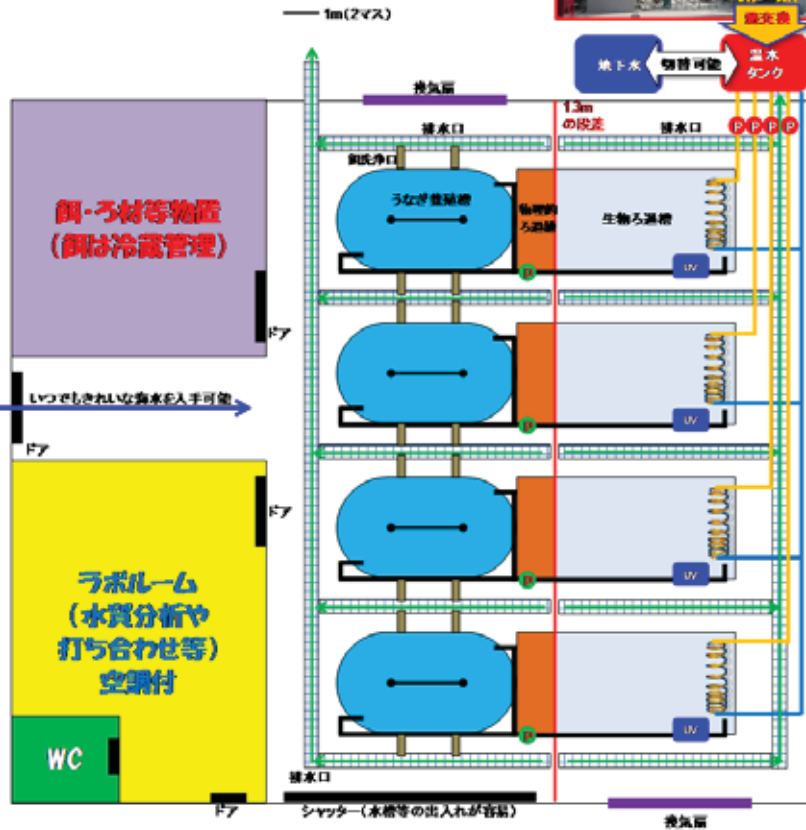 1m(2マス)
熱交換
地下水
切替可能
温水
タンク
換気扇
1.3m
の段差
排水口
排水口
P P P P
餌洗浄口
うなぎ養殖槽
物理的
ろ過槽
生物ろ過槽
UV
P
餌・ろ材等物置
(餌は冷蔵管理)
ドア
いつでもきれいな海水を入手可能
ドア
UV
P
ドア
UV
P
ラボルーム
(水質分析や
打ち合わせ等)
空調付
UV
P
WC
排水口
ドア
シャッター(水槽等の出入れが容易)
換気扇